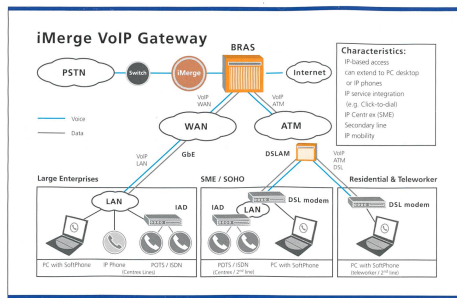 iMerge VoIP Gateway
BRAS
PSTN
Switch
iMerge
Internet
Characteristics:
IP-based access
can extend to PC desktop
or IP phones
IP service integration
(e.g. Click-to-dial)
IP Centrex (SME)
Secondary line
IP mobility
VoIP
WAN
VoIP
ATM
Voice
Data
WAN
ATM
VoIP
LAN
GbE
DSLAM
VoIP
ATM
DSL
Large Enterprises
SME / SOHO
Residential & Teleworker
LAN
IAD
IAD
LAN
DSL modem
DSL modem
PC with SoftPhone
IP Phone
POTS / ISDN
(Centrex Lines)
POTS / ISDN
(Centrex / 2nd line)
PC with SoftPhone
PC with SoftPhone
(teleworker / 2nd line)